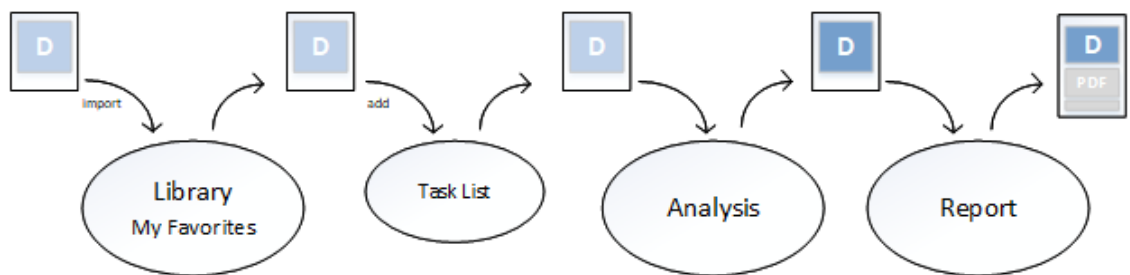 D
import
Library
My Favorites
D
add
Task List
D
Analysis
D
Report
D
PDF